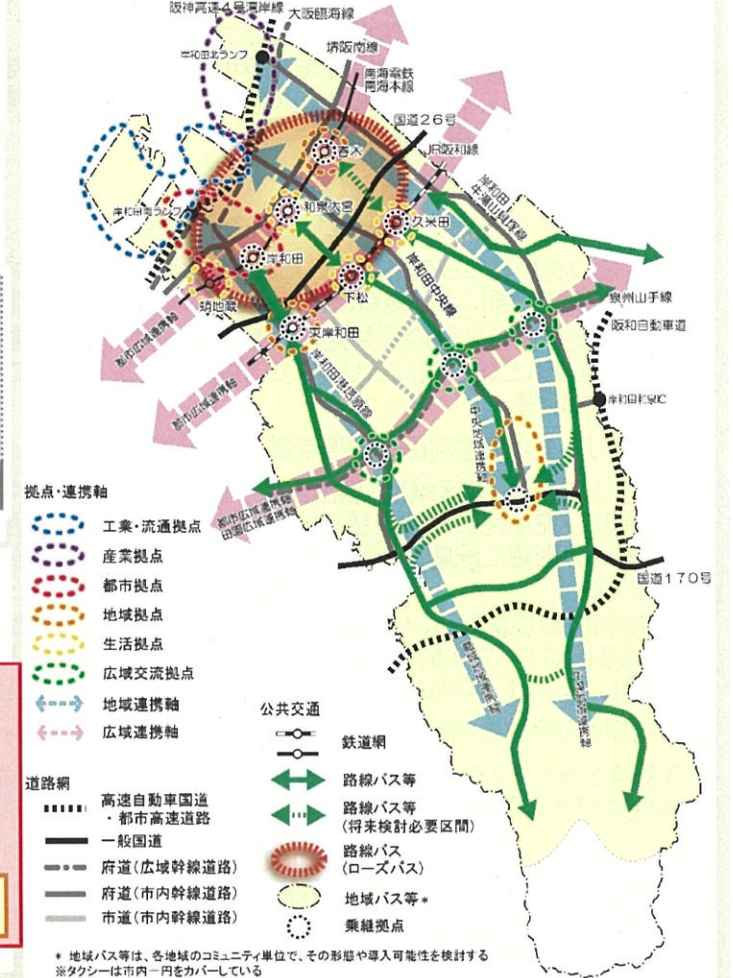 阪神高速4号湾岸線
大阪臨海線
堺阪南線
岸和田北ランプ
南海電鉄
南海本線
国道26号
春木
JR阪和線
岸和田
牛滝山貝塚線
和泉大宮
久米田
岸和田南ランプ
岸和田
岸和田中央線
下松
蛸地蔵
泉州山手線
東岸和田
阪和自動車道
都市広域連携軸
都市広域連携軸
岸和田港塔原線
岸和田和泉IC
都市広域連携軸
田園広域連携軸
国道170号
拠点・連携軸
工業・流通拠点
産業拠点
都市拠点
地域拠点
生活拠点
広域交流拠点
地域連携軸
広域連携軸
道路網
高速自動車国道
・都市高速道路
一般国道
府道(広域幹線道路)
府道(市内幹線道路)
市道(市内幹線道路)
公共交通
鉄道網
路線バス等
路線バス等
(将来検討必要区間)
路線バス
(ローズバス)
地域バス等*
乗継拠点
* 地域バス等は、各地域のコミュニティ単位で、その形態や導入可能性を検討する
※タクシーは市内一円をカバーしている